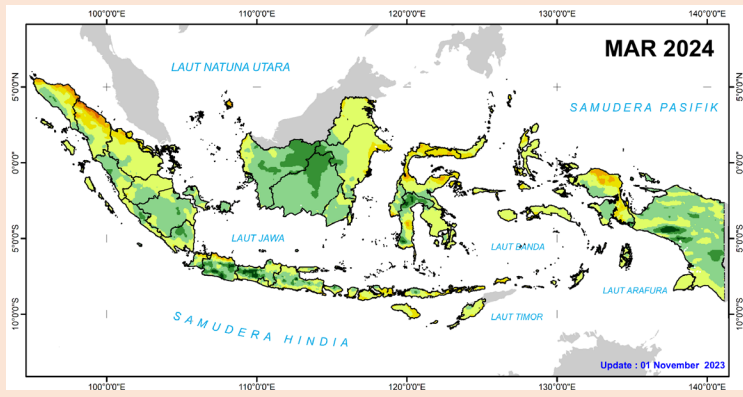 100°0'0"E 110°0'0"E 120°0'0"E 130°0'0"E 140°0'0"E
MAR 2024
LAUT NATUNA UTARA
5°0'0"N 5°0'0"N
SAMUDERA PASIFIK
0°0'0" 0°0'0"
LAUT JAWA
LAUT BANDA
5°0'0"S 5°0'0"S
LAUT ARAFURA
10°0'0"S 10°0'0"S
SAMUDERA HINDIA
LAUT TIMOR
Update : 01 November 2023
100°0'0"E 110°0'0"E 120°0'0"E 130°0'0"E 140°0'0"E